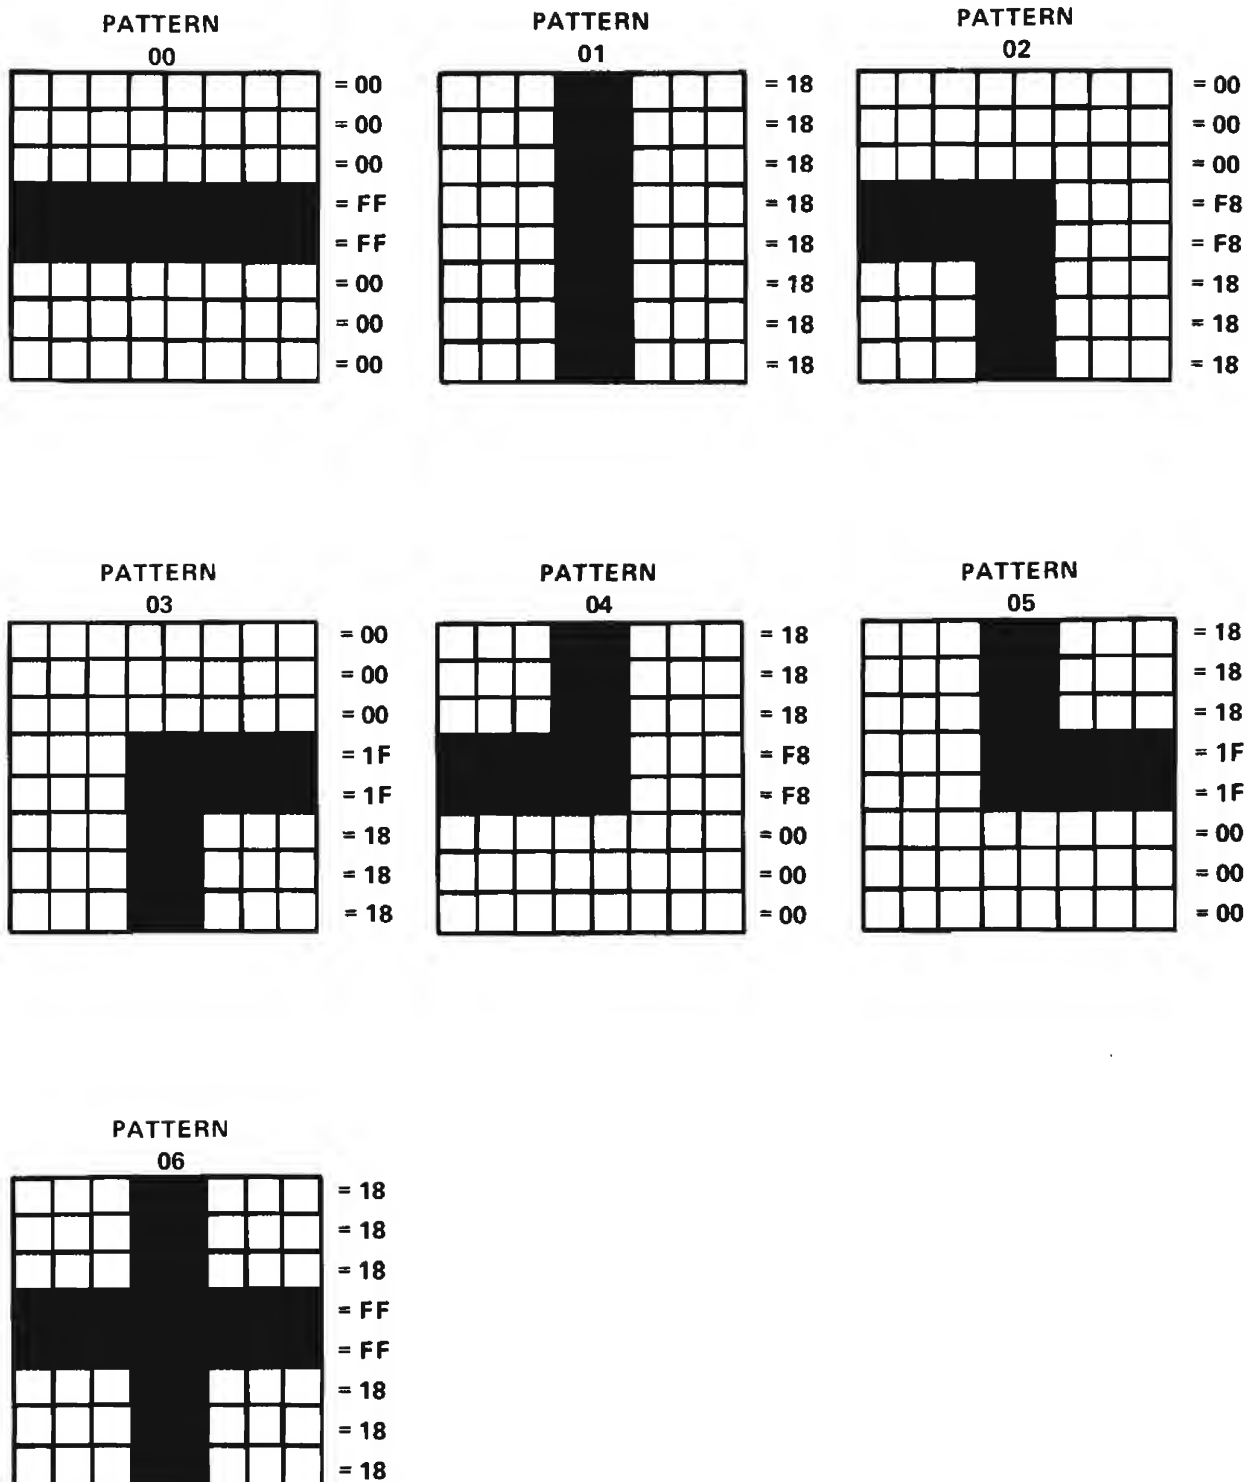 PATTERN
00
= 00
= 00
= 00
= FF
= FF
= 00
= 00
= 00
PATTERN
01
= 18
= 18
= 18
= 18
= 18
= 18
= 18
= 18
PATTERN
02
= 00
= 00
= 00
= F8
= F8
= 18
= 18
= 18
PATTERN
03
= 00
= 00
= 00
= 1F
= 1F
= 18
= 18
= 18
PATTERN
04
= 18
= 18
= 18
= F8
= F8
= 00
= 00
= 00
PATTERN
05
= 18
= 18
= 18
= 1F
= 1F
= 00
= 00
= 00
PATTERN
06
= 18
= 18
= 18
= FF
= FF
= 18
= 18
= 18